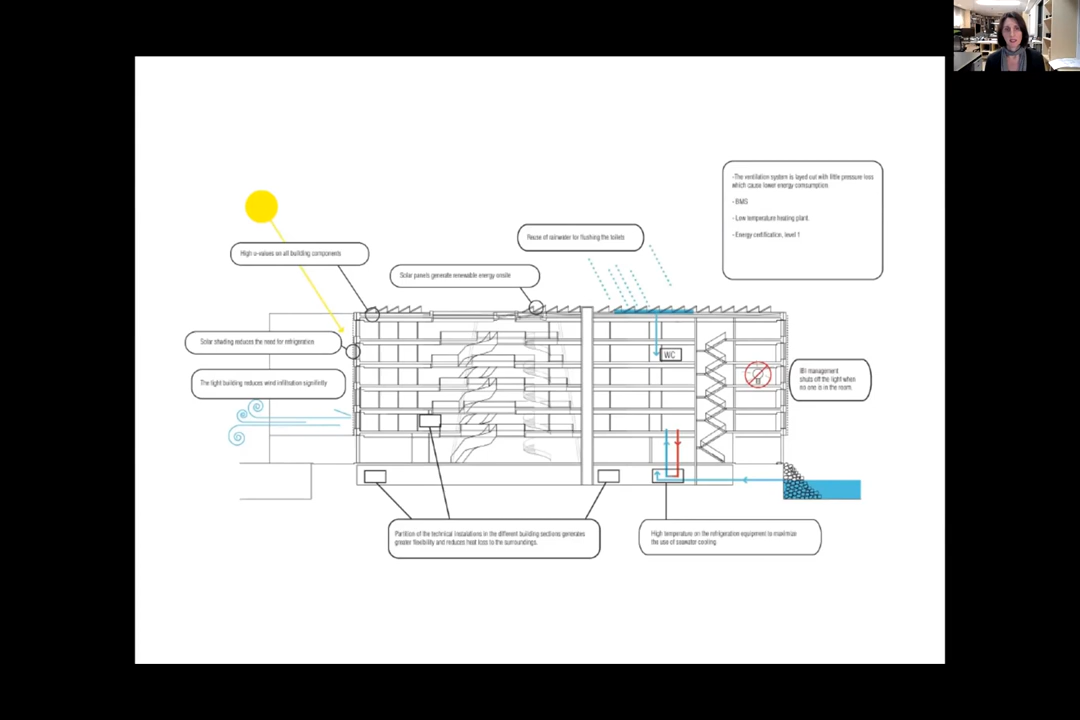 -The ventilation system is layed out with little pressure loss
which cause lower energy comsumption.
- BMS
- Low temperature heating plant.
- Energy certification, level 1
Reuse of rainwater for flushing the toilets
High u-values on all building components
Solar panels generate renewable energy onsite
Solar shading reduces the need for refrigeration
WC
The tight building reduces wind infiltration signifintly
management
shuts off the light when
no one is in the room.
Partition of the technical instalations in the different building sections generates
greater flexibility and reduces heat loss to the surroundings.
High temperature on the refrigeration equipment to maximize
the use of seawater cooling